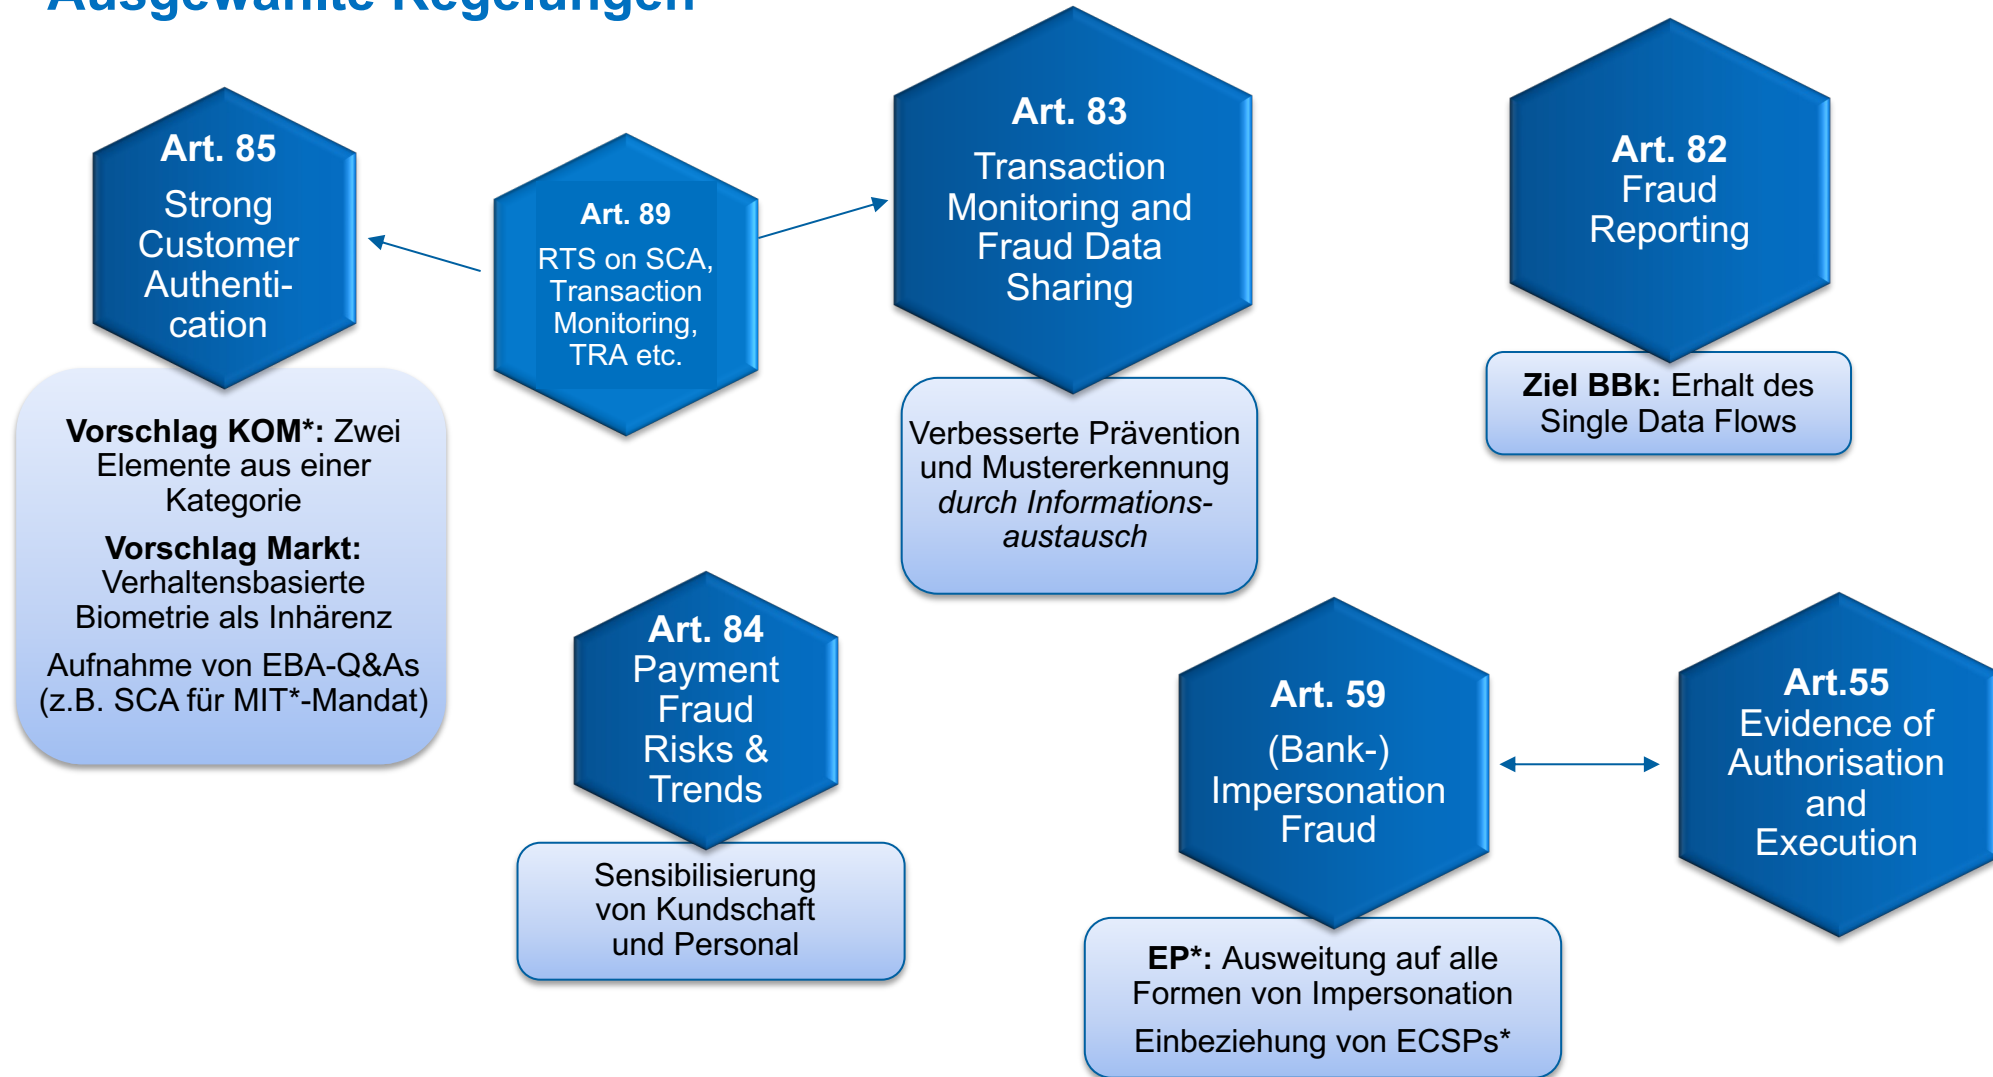 Ausgewählte Regelungen
Art. 85
Strong
Customer
Authenti-
cation
Vorschlag KOM*: Zwei
Elemente aus einer
Kategorie
Vorschlag Markt:
Verhaltensbasierte
Biometrie als Inhärenz
Aufnahme von EBA-Q&As
(z.B. SCA für MIT*-Mandat)
Art. 89
RTS on SCA,
Transaction
Monitoring,
TRA etc.
Art. 83
Transaction
Monitoring and
Fraud Data
Sharing
Verbesserte Prävention
und Mustererkennung
durch Informations-
austausch
Art. 82
Fraud
Reporting
Ziel BBk: Erhalt des
Single Data Flows
Art. 84
Payment
Fraud
Risks &
Trends
Sensibilisierung
von Kundschaft
und Personal
Art. 59
(Bank-)
Impersonation
Fraud
EP*: Ausweitung auf alle
Formen von Impersonation
Einbeziehung von ECSPs*
Art.55
Evidence of
Authorisation
and
Execution